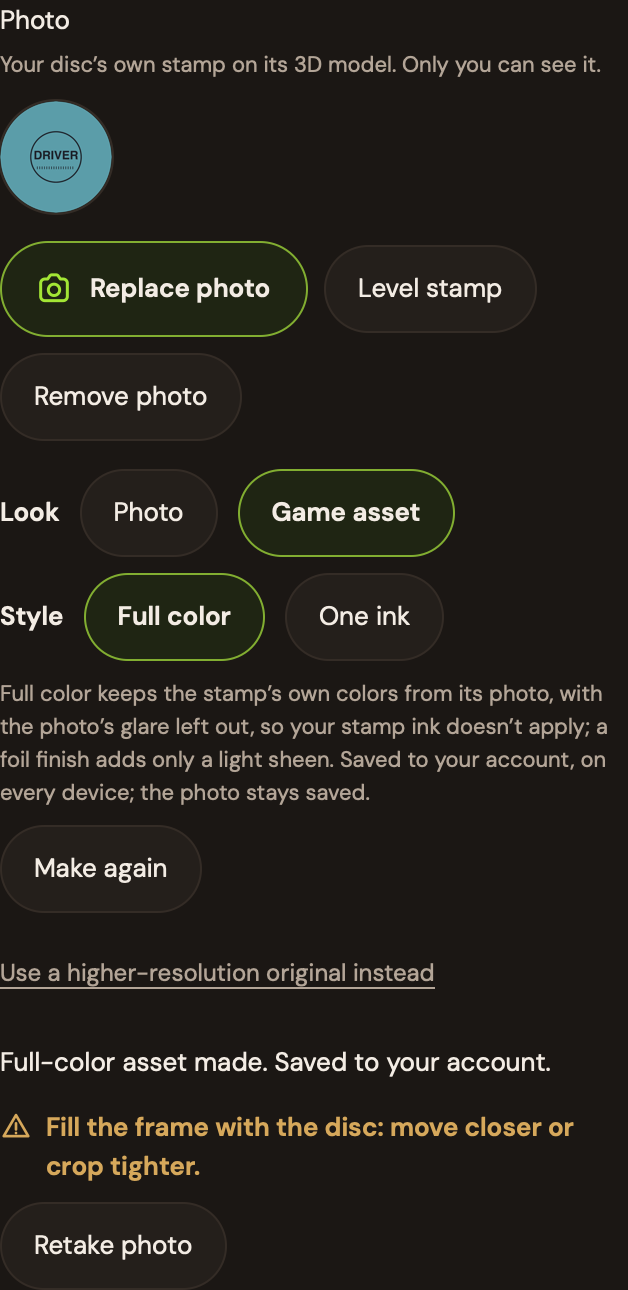 Photo
Your disc’s own stamp on its 3D model. Only you can see it.
DRIVER
Replace photo
Level stamp
Remove photo
Look
Photo
Game asset
Style
Full color
One ink
Full color keeps the stamp’s own colors from its photo, with
the photo’s glare left out, so your stamp ink doesn’t apply; a
foil finish adds only a light sheen. Saved to your account, on
every device; the photo stays saved.
Make again
Use a higher-resolution original instead
Full-color asset made. Saved to your account.
Fill the frame with the disc: move closer or
crop tighter.
Retake photo